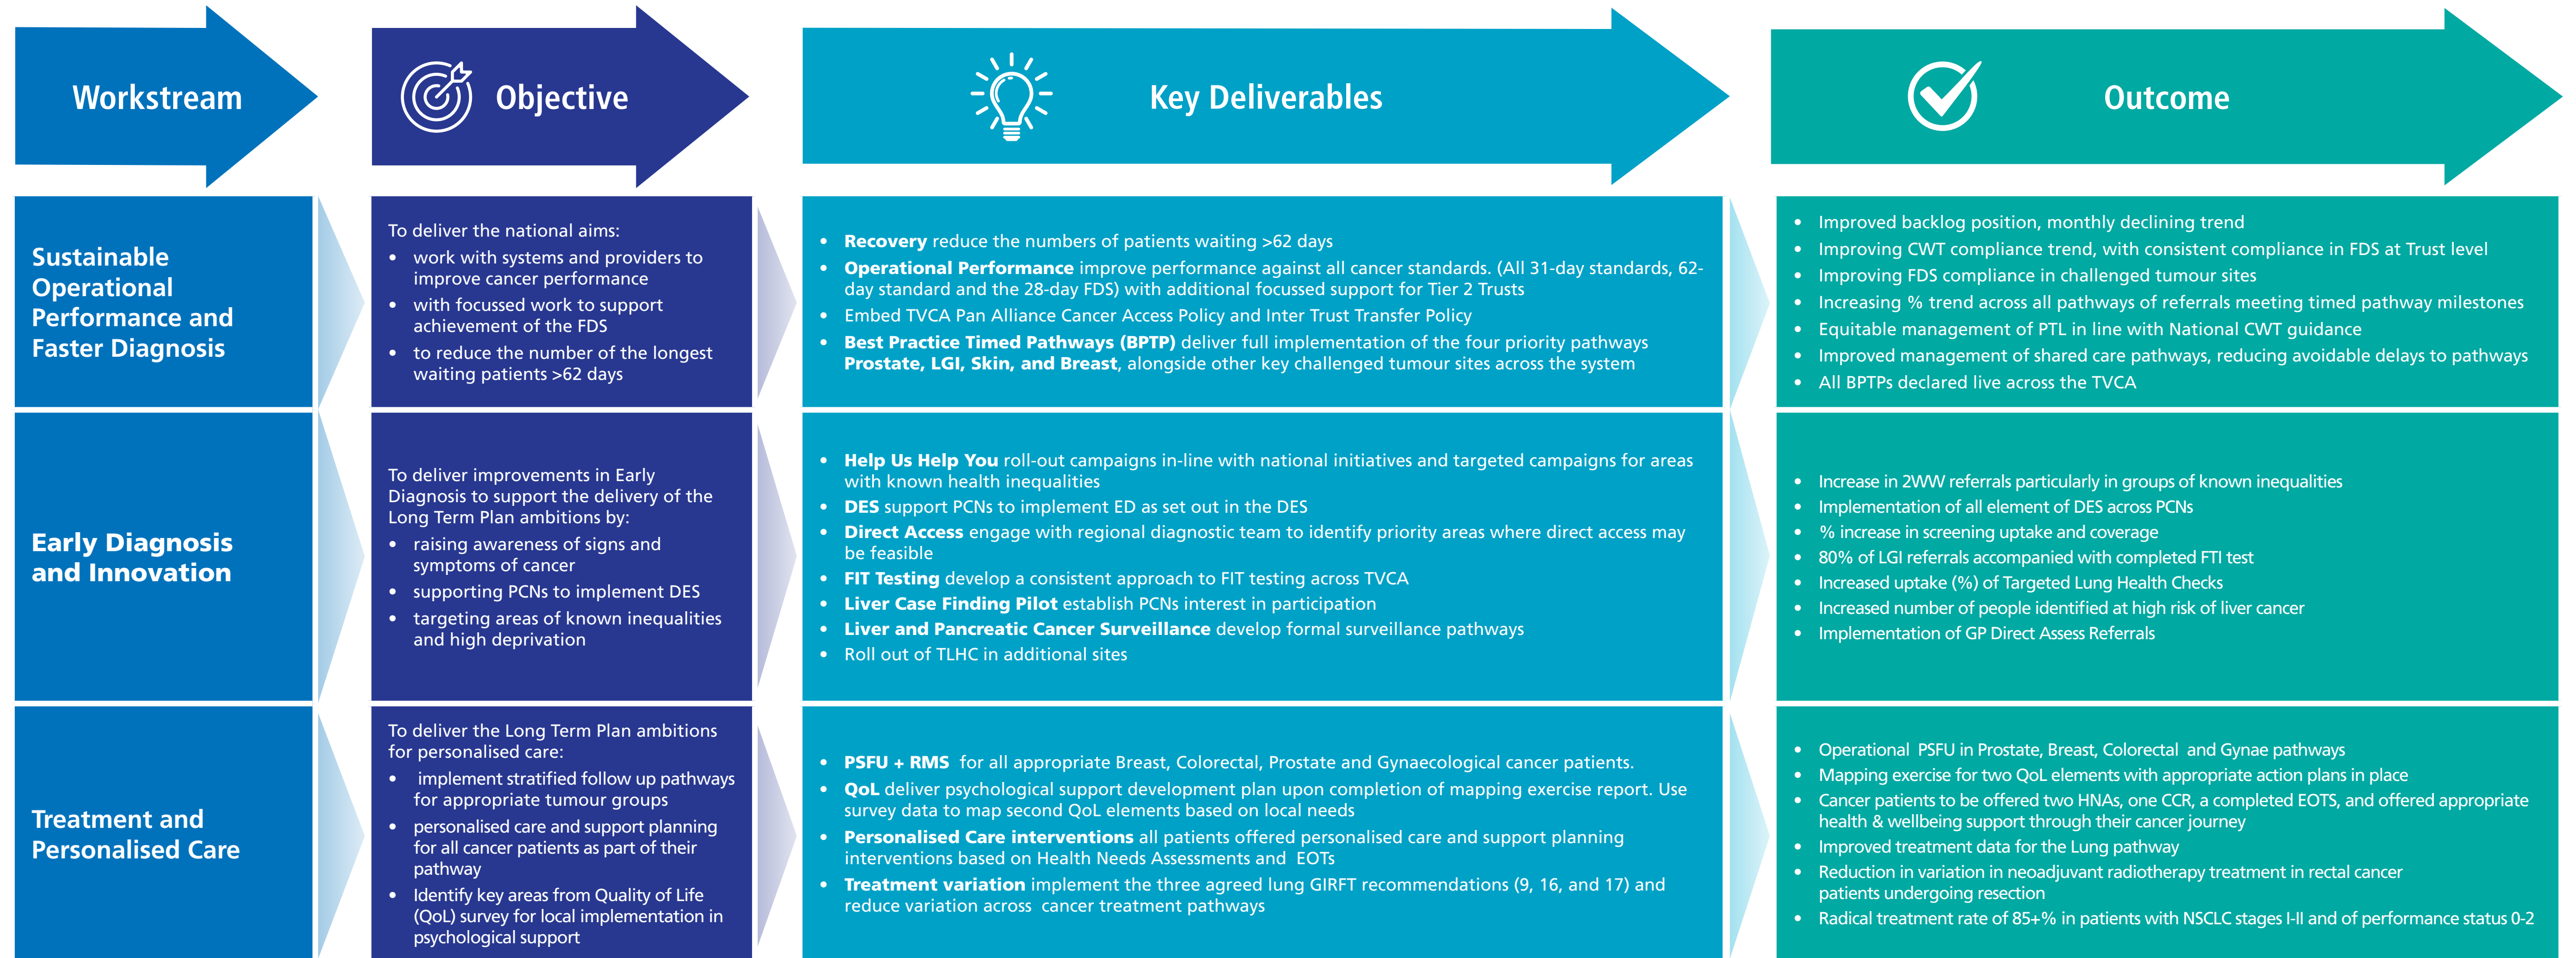 Workstream
Objective
Key Deliverables
Outcome
Sustainable
Operational
Performance and
Faster Diagnosis
To deliver the national aims:
• work with systems and providers to
improve cancer performance
• with focussed work to support
achievement of the FDS
• to reduce the number of the longest
waiting patients >62 days
• Recovery reduce the numbers of patients waiting >62 days
• Operational Performance improve performance against all cancer standards. (All 31-day standards, 62-
day standard and the 28-day FDS) with additional focussed support for Tier 2 Trusts
• Embed TVCA Pan Alliance Cancer Access Policy and Inter Trust Transfer Policy
• Best Practice Timed Pathways (BPTP) deliver full implementation of the four priority pathways
Prostate, LGI, Skin, and Breast, alongside other key challenged tumour sites across the system
• Improved backlog position, monthly declining trend
• Improving CWT compliance trend, with consistent compliance in FDS at Trust level
• Improving FDS compliance in challenged tumour sites
• Increasing % trend across all pathways of referrals meeting timed pathway milestones
• Equitable management of PTL in line with National CWT guidance
• Improved management of shared care pathways, reducing avoidable delays to pathways
• All BPTPs declared live across the TVCA
Early Diagnosis
and Innovation
To deliver improvements in Early
Diagnosis to support the delivery of the
Long Term Plan ambitions by:
• raising awareness of signs and
symptoms of cancer
• supporting PCNs to implement DES
• targeting areas of known inequalities
and high deprivation
• Help Us Help You roll-out campaigns in-line with national initiatives and targeted campaigns for areas
with known health inequalities
• DES support PCNs to implement ED as set out in the DES
• Direct Access engage with regional diagnostic team to identify priority areas where direct access may
be feasible
• FIT Testing develop a consistent approach to FIT testing across TVCA
• Liver Case Finding Pilot establish PCNs interest in participation
• Liver and Pancreatic Cancer Surveillance develop formal surveillance pathways
• Roll out of TLHC in additional sites
• Increase in 2WW referrals particularly in groups of known inequalities
• Implementation of all element of DES across PCNs
• % increase in screening uptake and coverage
• 80% of LGI referrals accompanied with completed FTI test
• Increased uptake (%) of Targeted Lung Health Checks
• Increased number of people identified at high risk of liver cancer
• Implementation of GP Direct Assess Referrals
Treatment and
Personalised Care
To deliver the Long Term Plan ambitions
for personalised care:
• implement stratified follow up pathways
for appropriate tumour groups
• personalised care and support planning
for all cancer patients as part of their
pathway
• Identify key areas from Quality of Life
(QoL) survey for local implementation in
psychological support
• PSFU + RMS for all appropriate Breast, Colorectal, Prostate and Gynaecological cancer patients.
• QoL deliver psychological support development plan upon completion of mapping exercise report. Use
survey data to map second QoL elements based on local needs
• Personalised Care interventions all patients offered personalised care and support planning
interventions based on Health Needs Assessments and EOTs
• Treatment variation implement the three agreed lung GIRFT recommendations (9, 16, and 17) and
reduce variation across cancer treatment pathways
• Operational PSFU in Prostate, Breast, Colorectal and Gynae pathways
• Mapping exercise for two QoL elements with appropriate action plans in place
• Cancer patients to be offered two HNAs, one CCR, a completed EOTS, and offered appropriate
health & wellbeing support through their cancer journey
• Improved treatment data for the Lung pathway
• Reduction in variation in neoadjuvant radiotherapy treatment in rectal cancer
patients undergoing resection
• Radical treatment rate of 85+% in patients with NSCLC stages I-II and of performance status 0-2